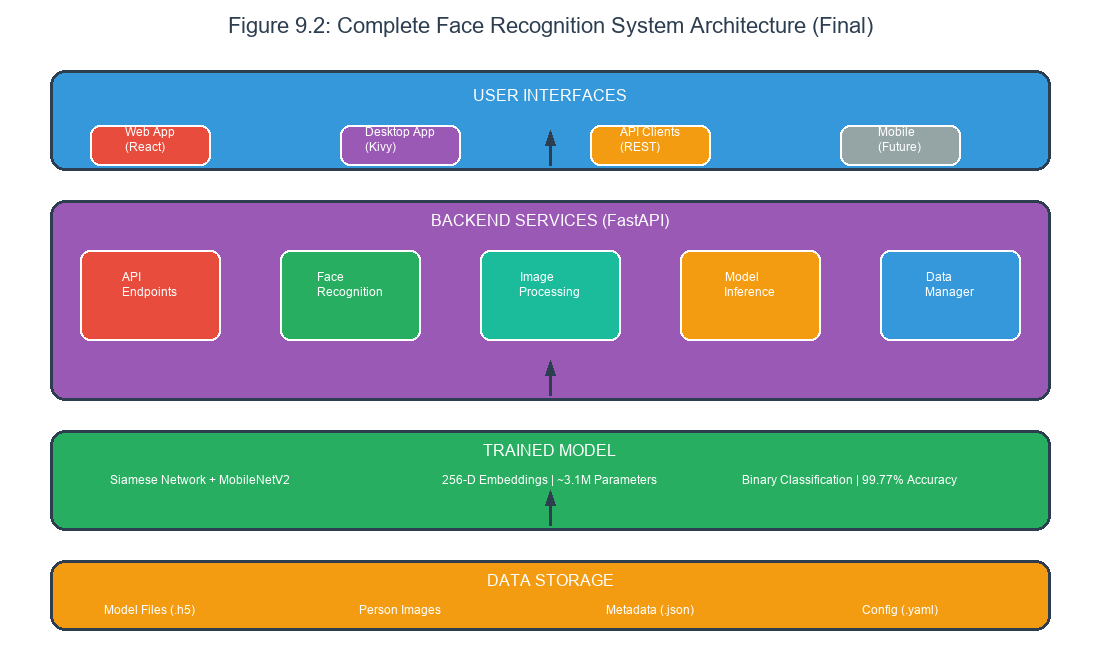 Figure 9.2: Complete Face Recognition System Architecture (Final)
USER INTERFACES
Web App
(React)
Desktop App
(Kivy)
API Clients
(REST)
Mobile
(Future)
BACKEND SERVICES (FastAPI)
API
Endpoints
Face
Recognition
Image
Processing
Model
Inference
Data
Manager
TRAINED MODEL
Siamese Network + MobileNetV2
256-D Embeddings | ~3.1M Parameters
Binary Classification | 99.77% Accuracy
DATA STORAGE
Model Files (.h5)
Person Images
Metadata (.json)
Config (.yaml)